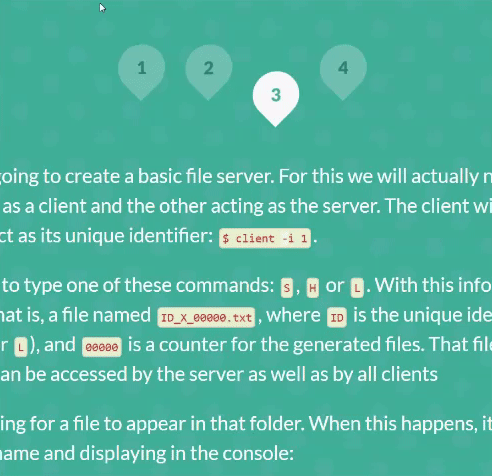 1 2 3 4
going to create a basic file server. For this we will actually n
as a client and the other acting as the server. The client wi
ct as its unique identifier: $ client -i 1 .
to type one of these commands: S , H or L . With this info
hat is, a file named ID_X_00000.txt , where ID is the unique ide
r L ), and 00000 is a counter for the generated files. That file
an be accessed by the server as well as by all clients
ing for a file to appear in that folder. When this happens, it
name and displaying in the console: